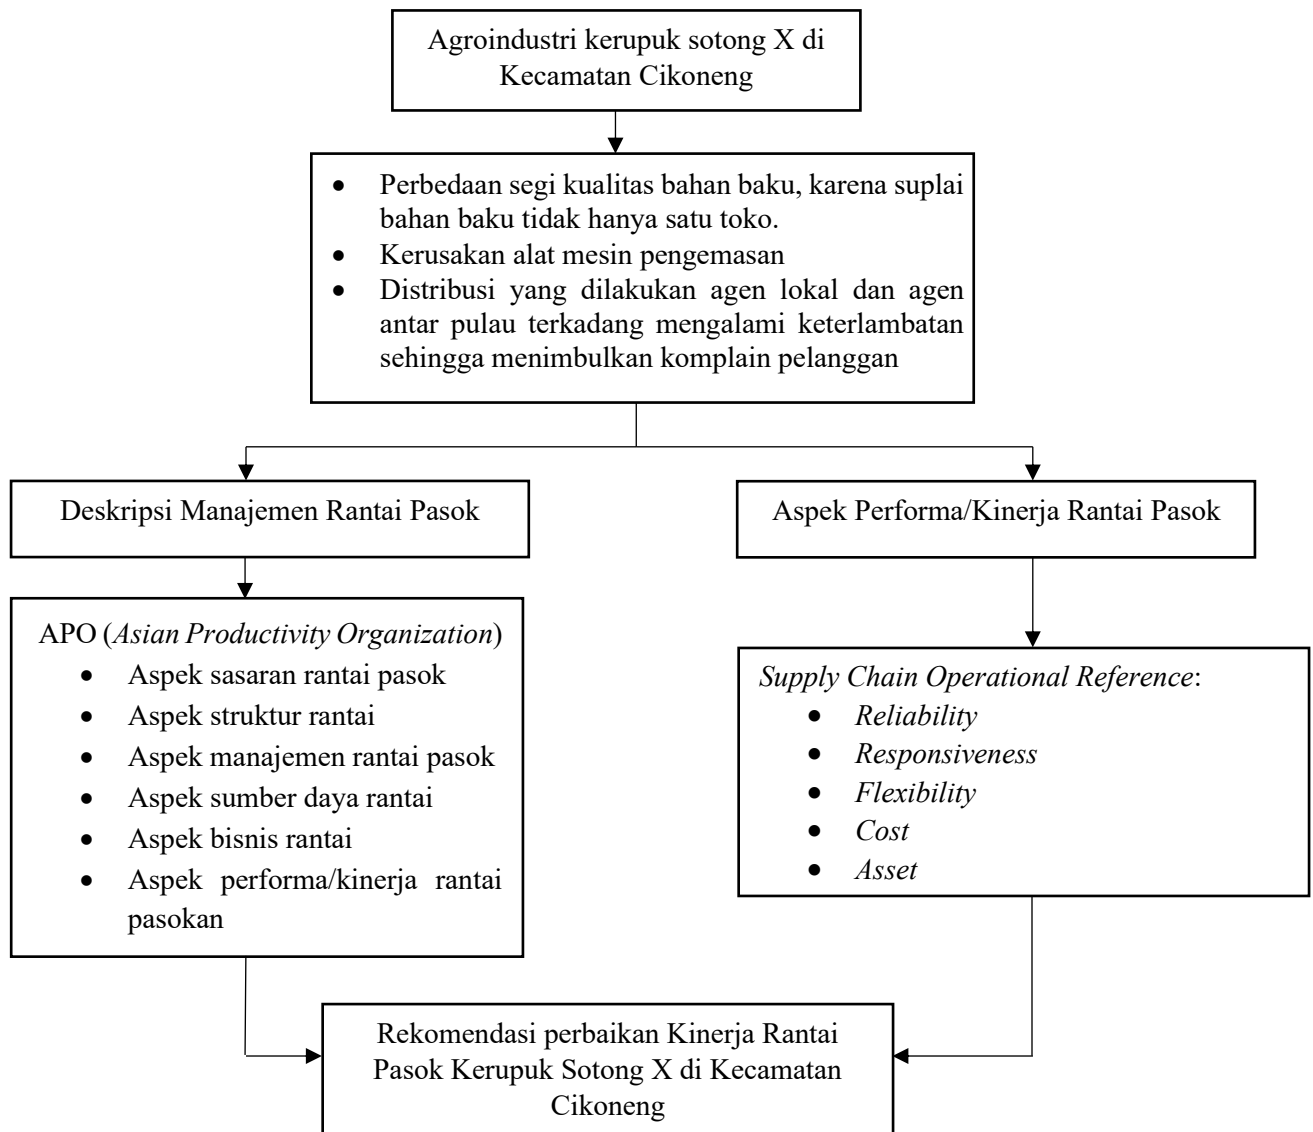 Agroindustri kerupuk sotong X di
Kecamatan Cikoneng
• Perbedaan segi kualitas bahan baku, karena suplai
bahan baku tidak hanya satu toko.
• Kerusakan alat mesin pengemasan
• Distribusi yang dilakukan agen lokal dan agen
antar pulau terkadang mengalami keterlambatan
sehingga menimbulkan komplain pelanggan
Deskripsi Manajemen Rantai Pasok
Aspek Performa/Kinerja Rantai Pasok
APO (Asian Productivity Organization)
• Aspek sasaran rantai pasok
• Aspek struktur rantai
• Aspek manajemen rantai pasok
• Aspek sumber daya rantai
• Aspek bisnis rantai
• Aspek performa/kinerja rantai
pasokan
Supply Chain Operational Reference:
• Reliability
• Responsiveness
• Flexibility
• Cost
• Asset
Rekomendasi perbaikan Kinerja Rantai
Pasok Kerupuk Sotong X di Kecamatan
Cikoneng